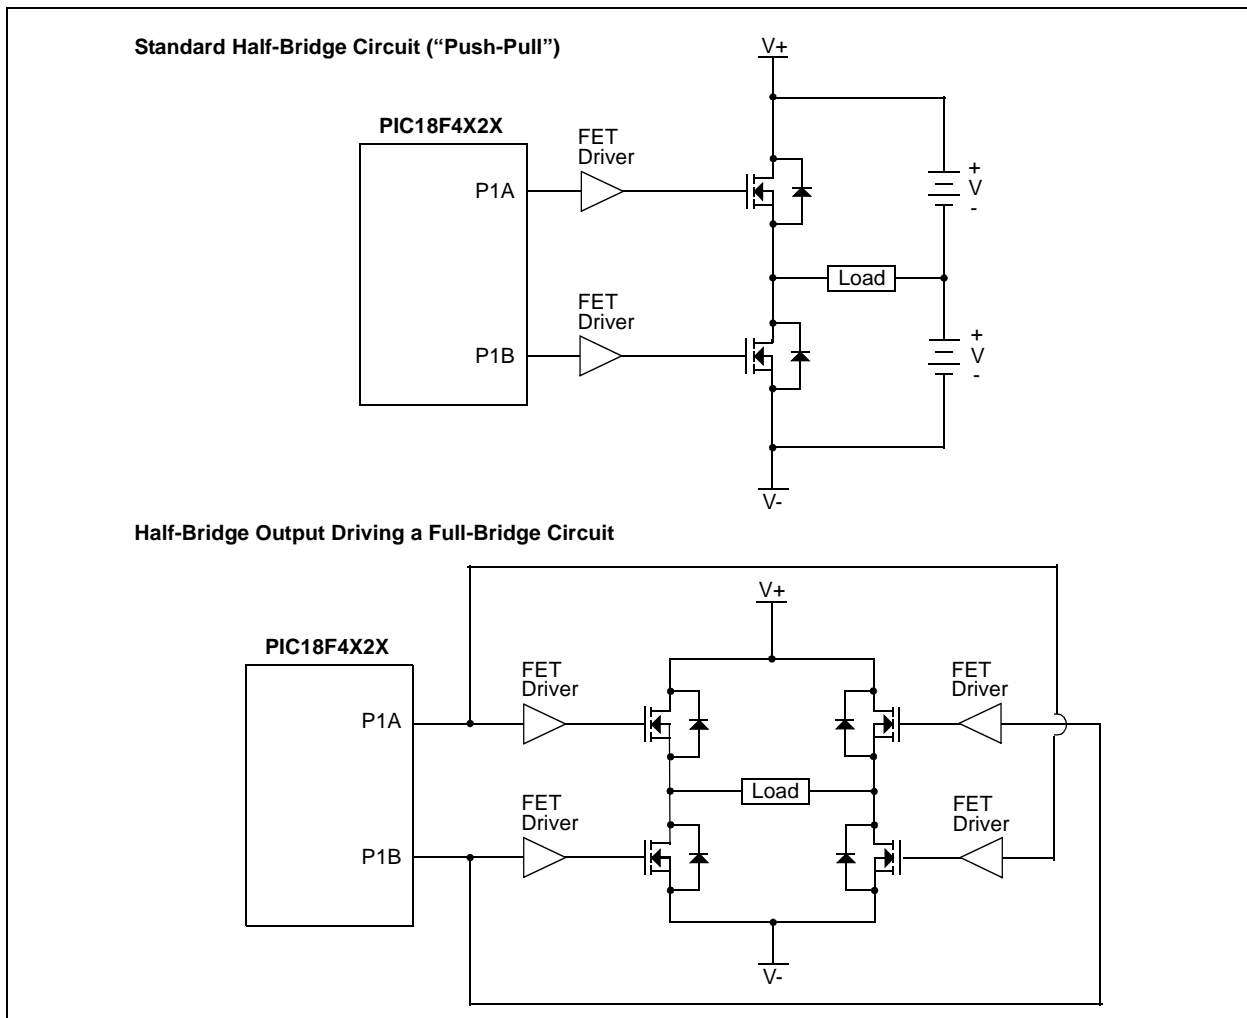 Standard Half-Bridge Circuit (“Push-Pull”)
V+
PIC18F4X2X
FET
Driver
P1A
+
V
-
Load
FET
Driver
P1B
+
V
-
V-
Half-Bridge Output Driving a Full-Bridge Circuit
V+
PIC18F4X2X
FET
Driver
FET
Driver
P1A
Load
FET
Driver
FET
Driver
P1B
V-